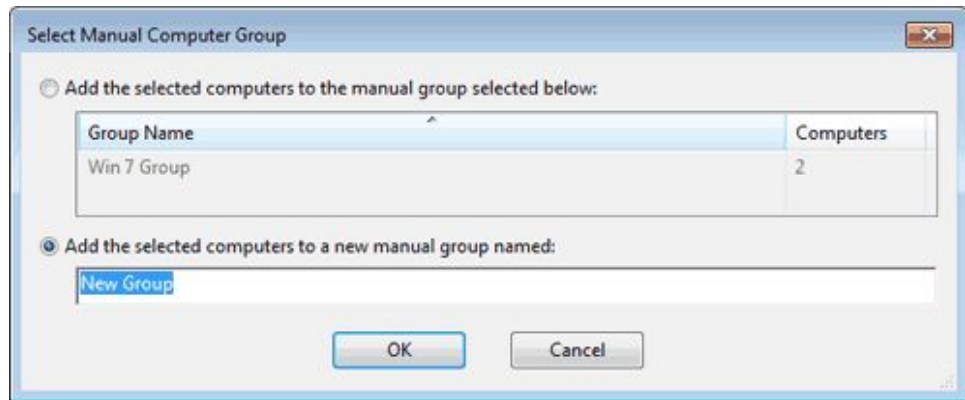 Select Manual Computer Group
Add the selected computers to the manual group selected below:
Group Name Computers
Win 7 Group 2
Add the selected computers to a new manual group named:
New Group
OK Cancel